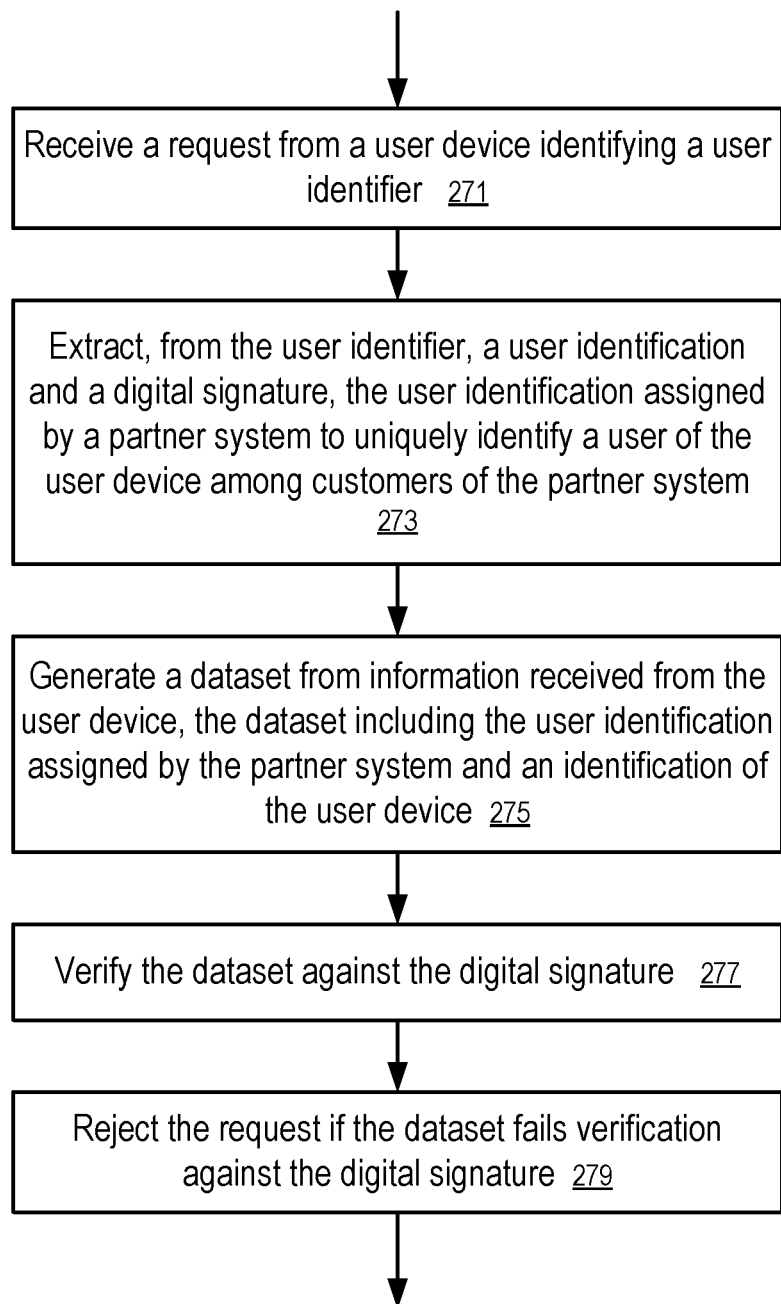 Receive a request from a user device identifying a user
identifier 271
Extract, from the user identifier, a user identification
and a digital signature, the user identification assigned
by a partner system to uniquely identify a user of the
user device among customers of the partner system
273
Generate a dataset from information received from the
user device, the dataset including the user identification
assigned by the partner system and an identification of
the user device 275
Verify the dataset against the digital signature 277
Reject the request if the dataset fails verification
against the digital signature 279